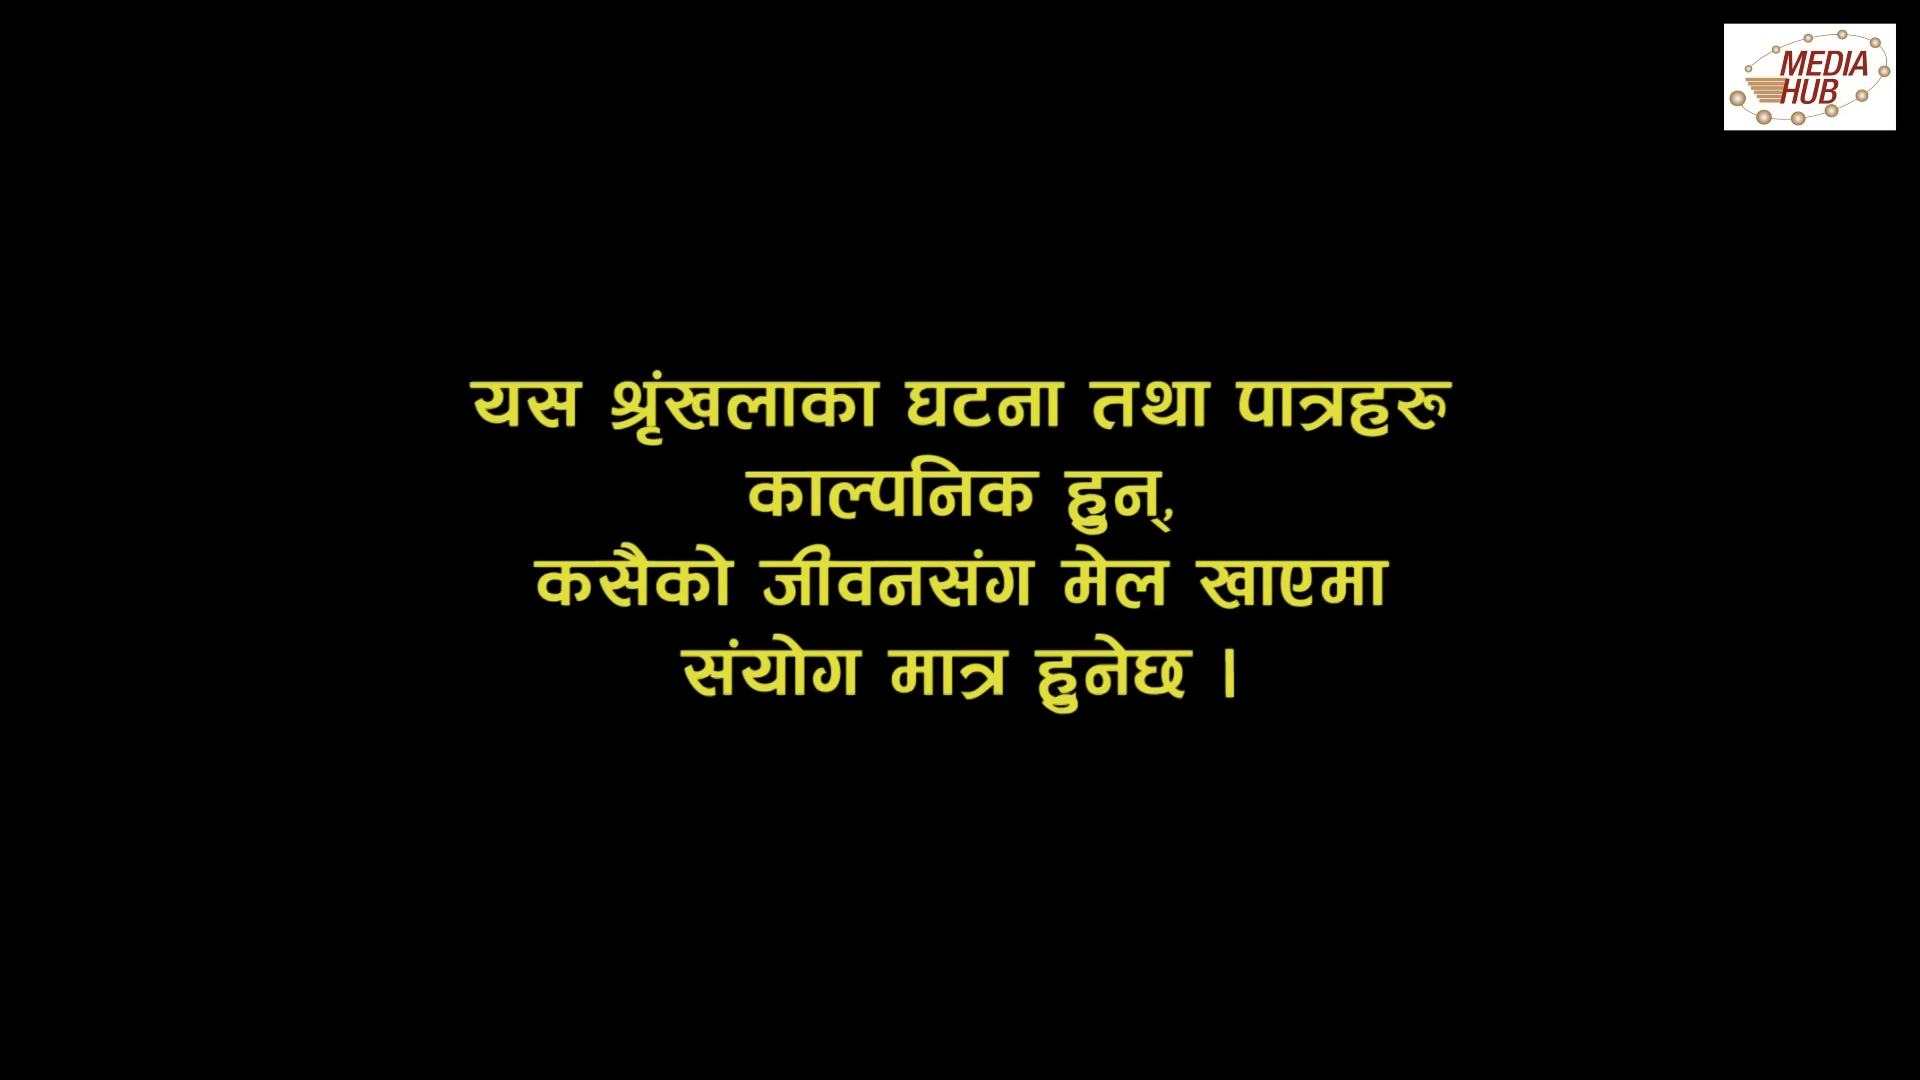 MEDIA
HUB
यस श्रृंखलाका घटना तथा पात्रहरू
काल्पनिक हुन्,
कसैको जीवनसंग मेल खाएमा
संयोग मात्र हुनेछ ।